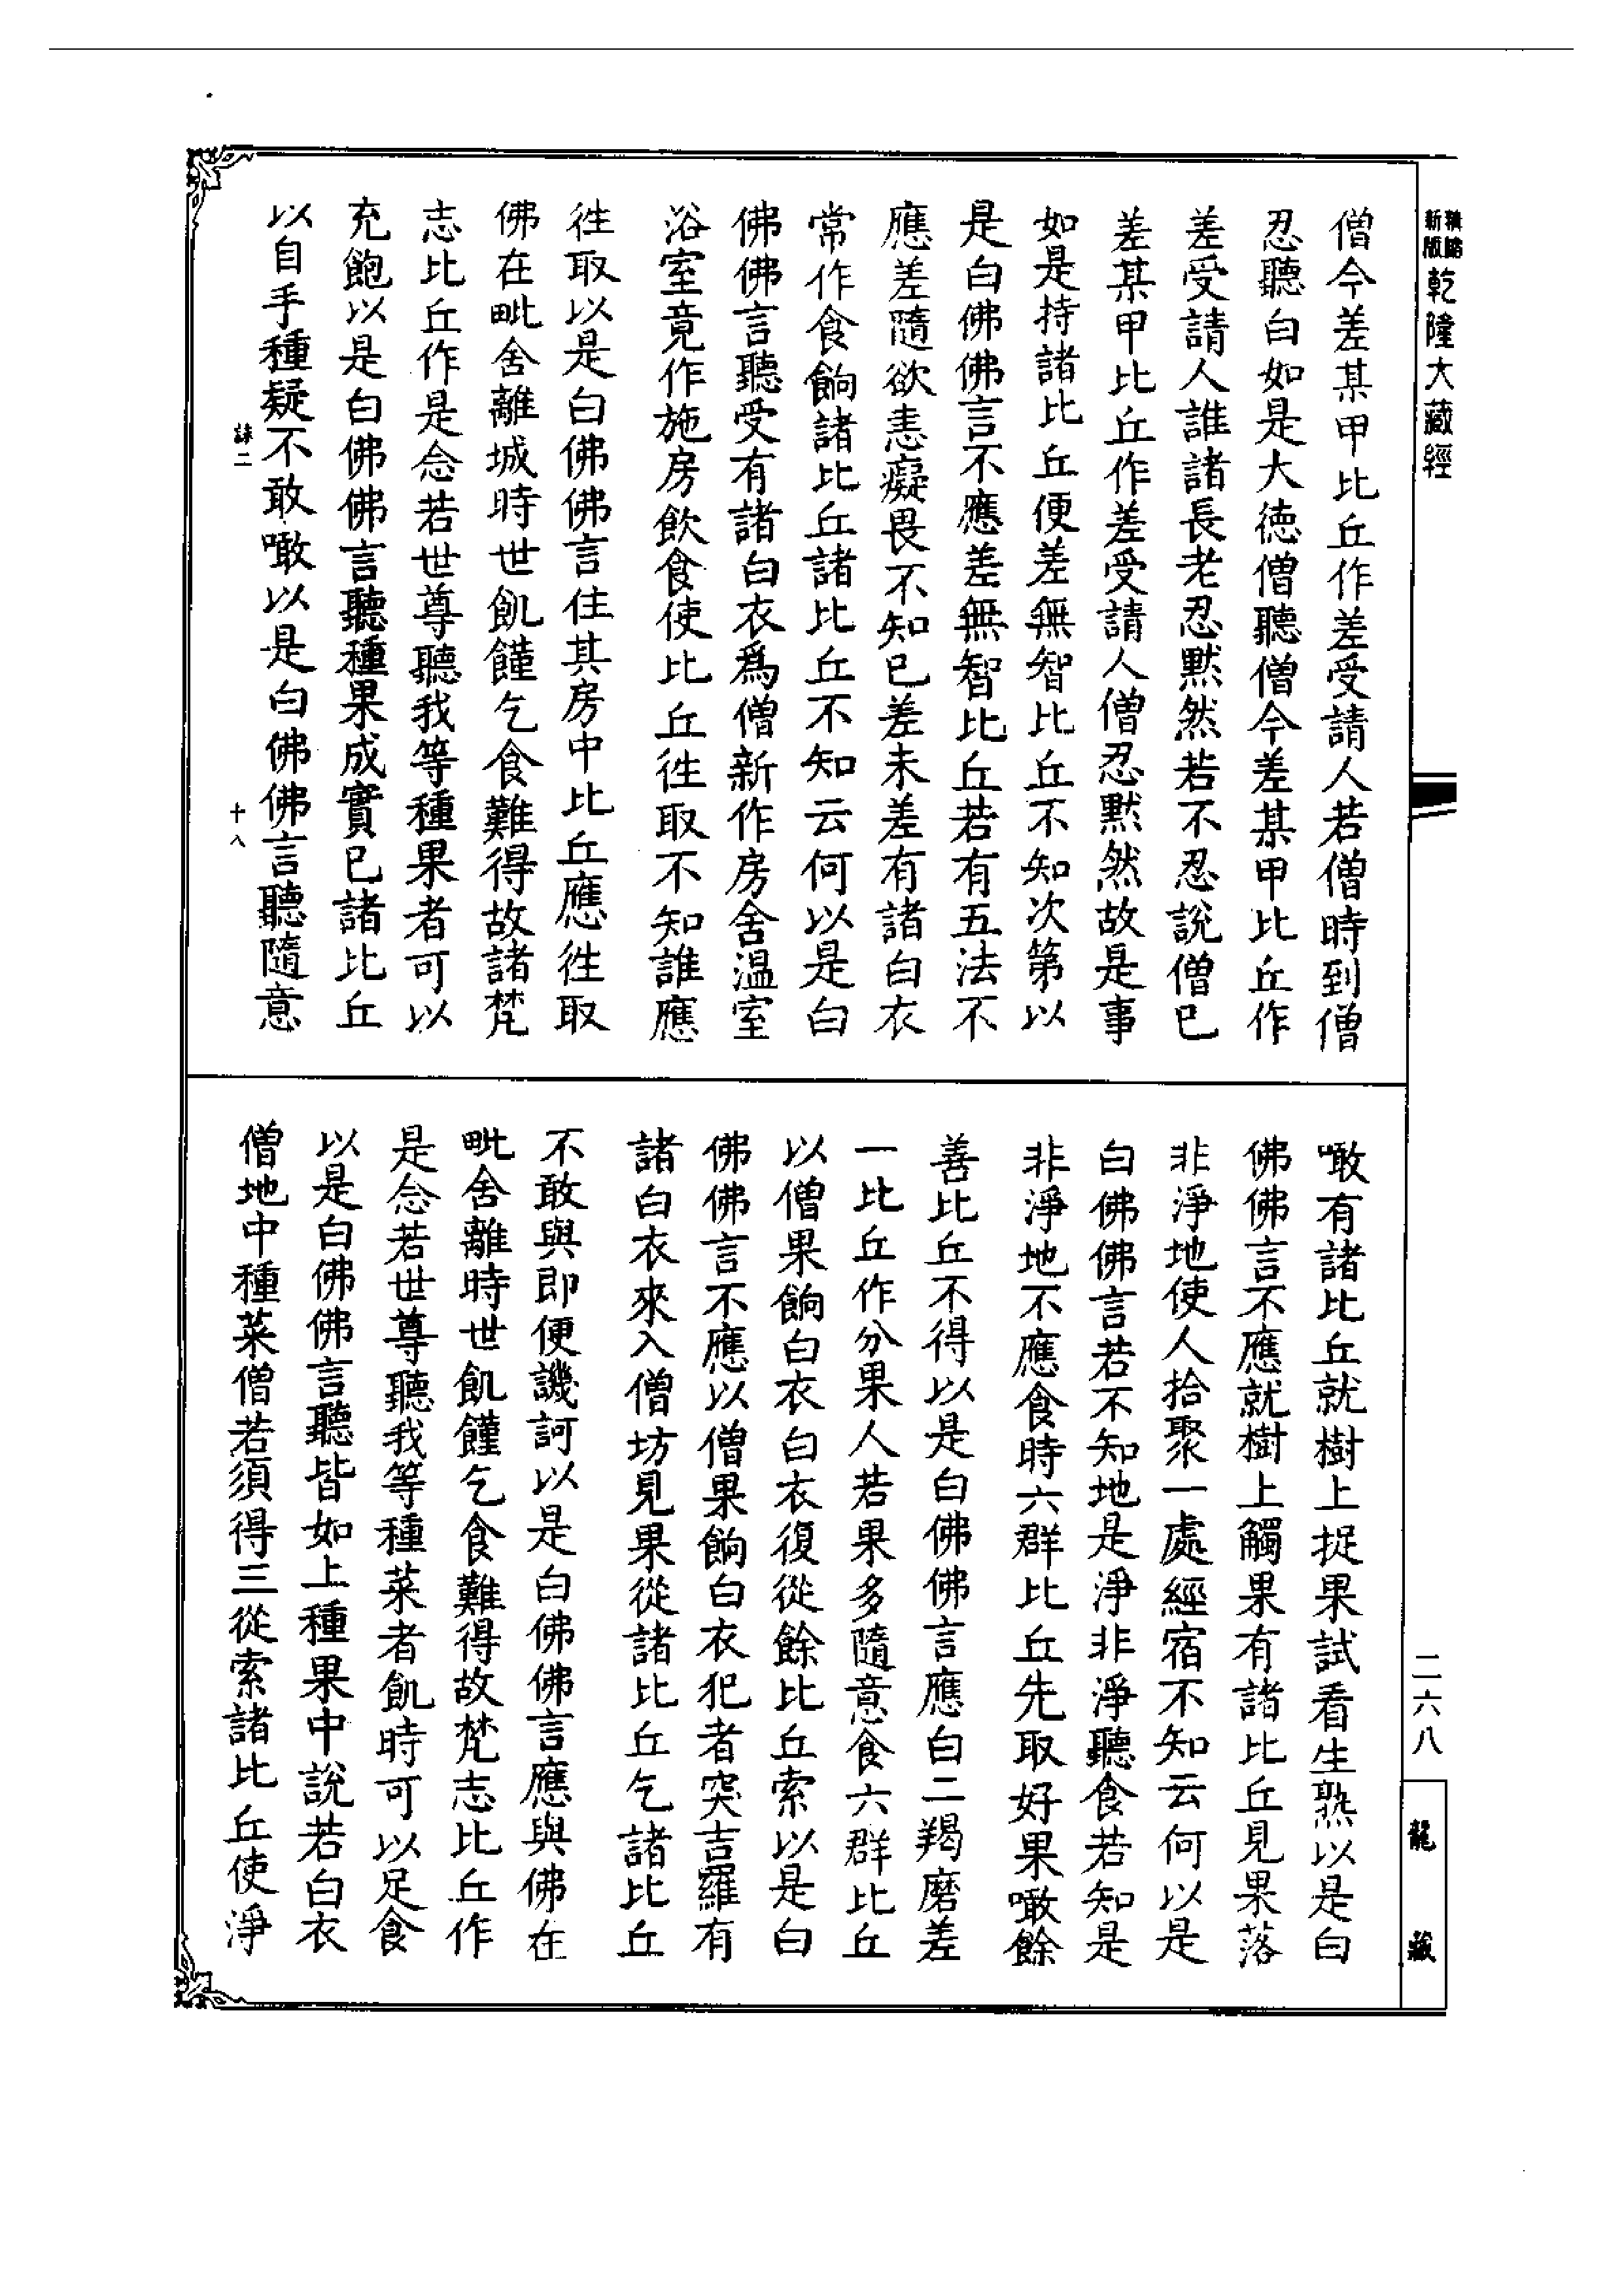 新版
精縮
乾隆大藏經
僧今差某甲比丘作差受請人若僧時到僧
忍聽白如是大德僧聽僧今差某甲比丘作
差受請人誰諸長老忍默然若不忍說僧已
差某甲比丘作差受請人僧忍默然故是事
如是持諸比丘便差無智比丘不知次第以
是白佛佛言不應差無智比丘若有五法不
應差隨欲恚癡畏不知已差未差有諸白衣
常作食餉諸比丘諸比丘不知云何以是白
佛佛言聽受有諸白衣為僧新作房舍溫室
浴室竟作施房飲食使比丘徃取不知誰應
徃取以是白佛佛言住其房中比丘應徃取
佛在毗舍離城時世飢饉乞食難得故諸梵
志比丘作是念若世尊聽我等種果者可以
充飽以是白佛佛言聽種果成實已諸比丘
以自手種疑不敢噉以是白佛佛言聽隨意
誄二
十八
噉有諸比丘就樹上捉果試看生熟以是白
佛佛言不應就樹上觸果有諸比丘見果落
非淨地使人拾聚一處經宿不知云何以是
白佛佛言若不知地是淨非淨聽食若知是
非淨地不應食時六群比丘先取好果噉餘
善比丘不得以是白佛佛言應白二羯磨差
一比丘作分果人若果多隨意食六群比丘
以僧果餉白衣白衣復從餘比丘索以是白
佛佛言不應以僧果餉白衣犯者突吉羅有
諸白衣來入僧坊見果從諸比丘乞諸比丘
不敢與即便譏訶以是白佛佛言應與佛在
毗舍離時世飢饉乞食難得故梵志比丘作
是念若世尊聽我等種菜者飢時可以足食
以是白佛佛言聽皆如上種果中說若白衣
僧地中種菜僧若須得三從索諸比丘使淨
二六八
龍藏